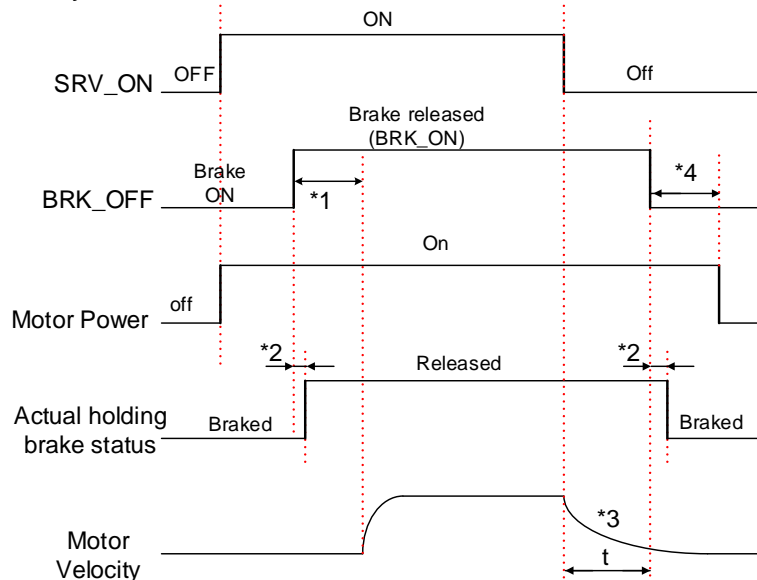 ON
SRV_ON
OFF
Off
Brake released
(BRK_ON)
Brake
ON
BRK_OFF
*1
*4
On
off
Motor Power
*2
Released
*2
Actual holding
brake status
Braked
Braked
*3
Motor
Velocity
t